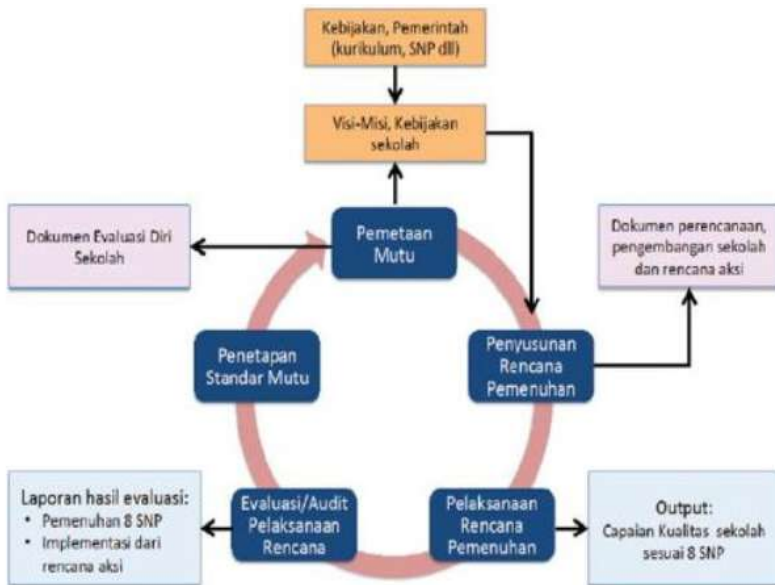 Kebijakan, Pemerintah
(kurikulum, SNP dll)
Visi-Misi, Kebijakan
sekolah
Dokumen Evaluasi Diri
Sekolah
Pemetaan
Mutu
Dokumen perencanaan,
pengembangan sekolah
dan rencana aksi
Penetapan
Standar Mutu
Penyusunan
Rencana
Pemenuhan
Laporan hasil evaluasi:
• Pemenuhan 8 SNP
• Implementasi dari
rencana aksi
Evaluasi/Audit
Pelaksanaan
Rencana
Pelaksanaan
Rencana
Pemenuhan
Output:
Capaian Kualitas sekolah
sesuai 8 SNP